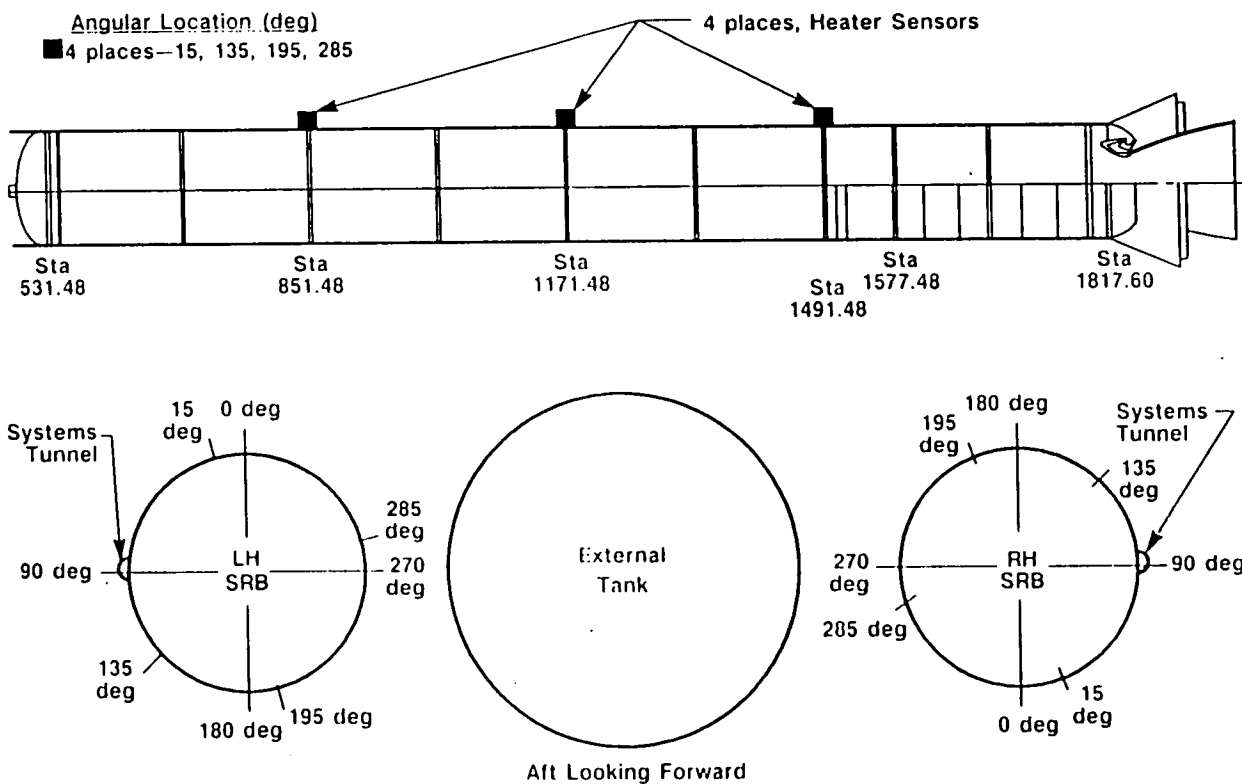 Angular Location (deg)
4 places—15, 135, 195, 285
4 places, Heater Sensors
Sta
531.48
Sta
851.48
Sta
1171.48
Sta
1491.48
Sta
1577.48
Sta
1817.60
Systems
Tunnel
15
deg
0 deg
285
deg
90 deg
LH
SRB
270
deg
135
deg
180 deg
195 deg
External
Tank
180 deg
195
deg
Systems
Tunnel
135
deg
270
deg
RH
SRB
90 deg
285 deg
15
deg
0 deg
Aft Looking Forward